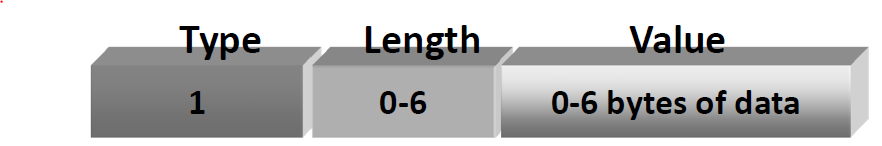 Type Length Value
1 0-6 0-6 bytes of data